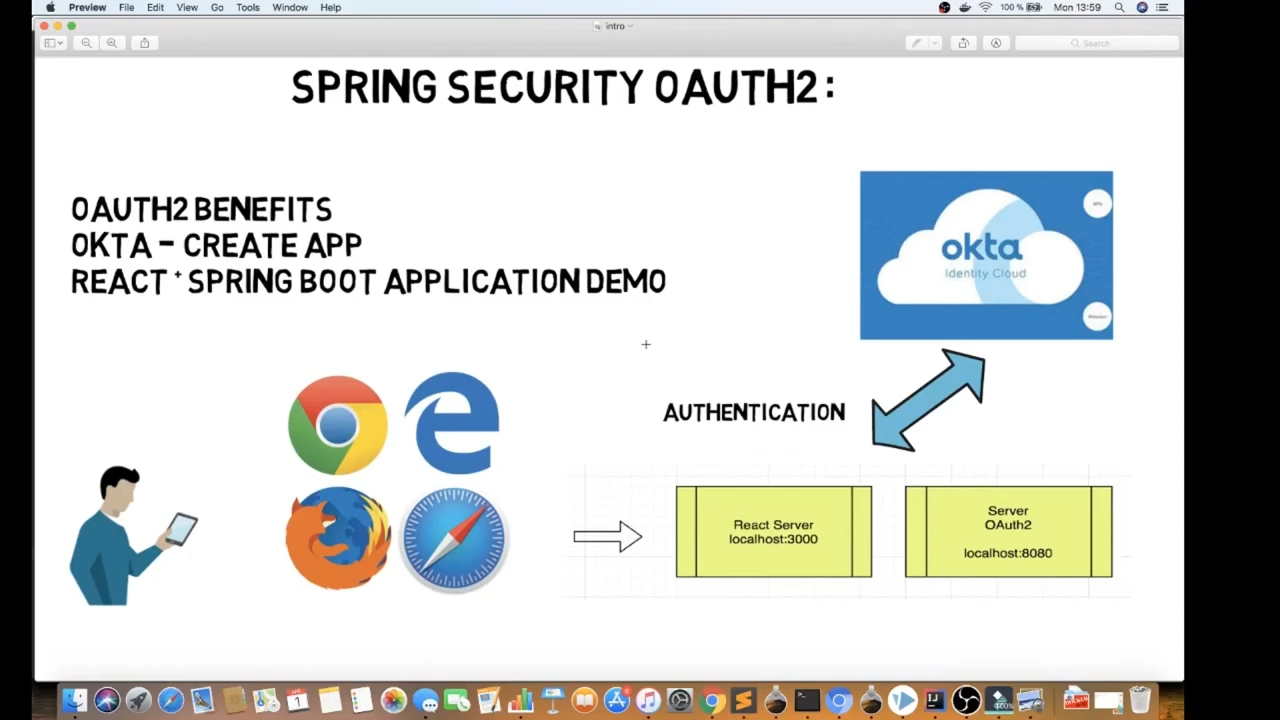 Preview File Edit View Go Tools Window Help 100 % Mon 13:59
intro
Search
SPRING SECURITY OAUTH2 :
OAUTH2 BENEFITS
OKTA - CREATE APP
REACT + SPRING BOOT APPLICATION DEMO
okta
Identity Cloud
AUTHENTICATION
React Server
localhost:3000
Server
OAuth2
localhost:8080